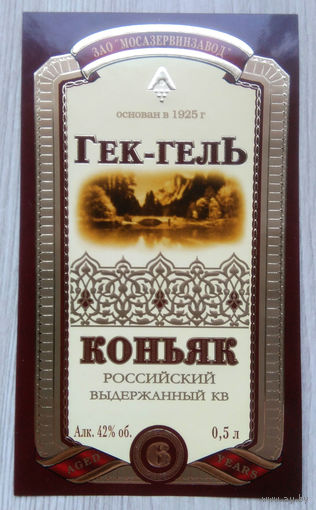 ЗАО "МОСАЗЕРВИНЗАВОД"
основан в 1925 г
ГЕК-ГЕЛЬ
КОНЬЯК
РОССИЙСКИЙ
ВЫДЕРЖАННЫЙ КВ
Алк. 42% об.
0,5 л
AGED 6 YEARS